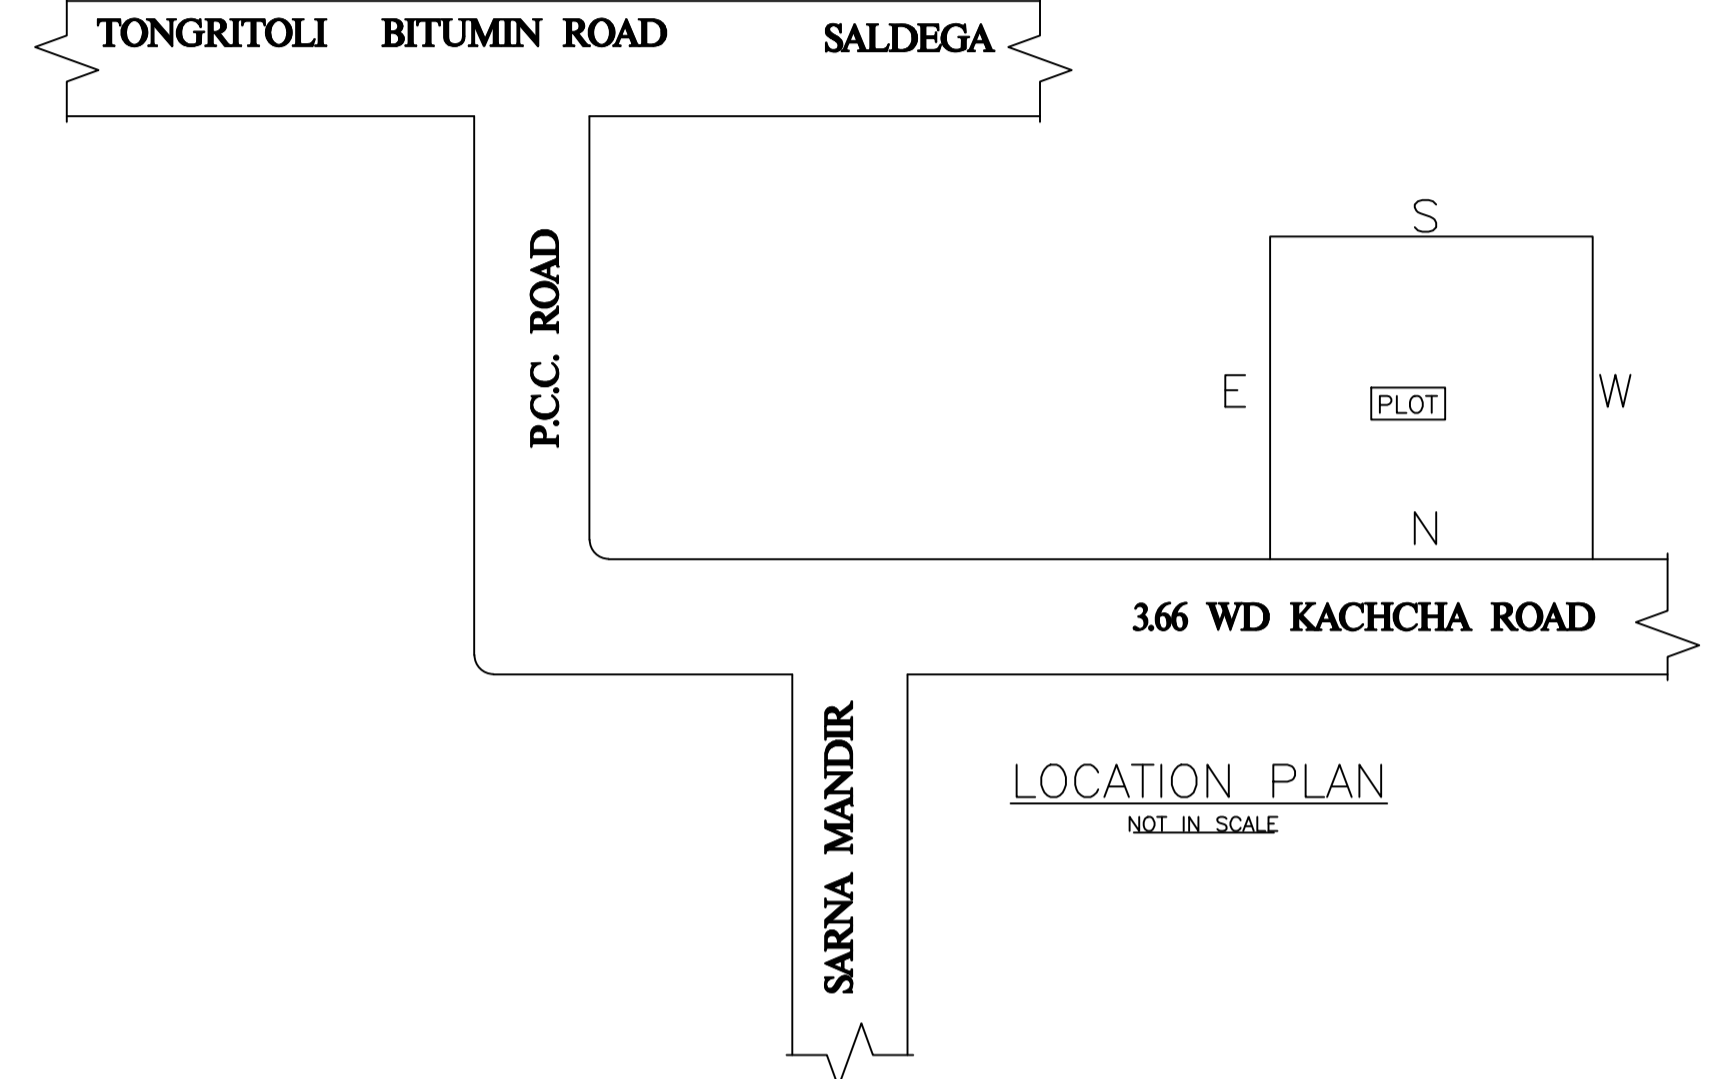 TONGRITOLI BITUMIN ROAD SALDEGA
P.C.C. ROAD
S
E
PLOT
W
N
3.66 WD KACHCHA ROAD
SARNA MANDIR
LOCATION PLAN
NOT IN SCALE